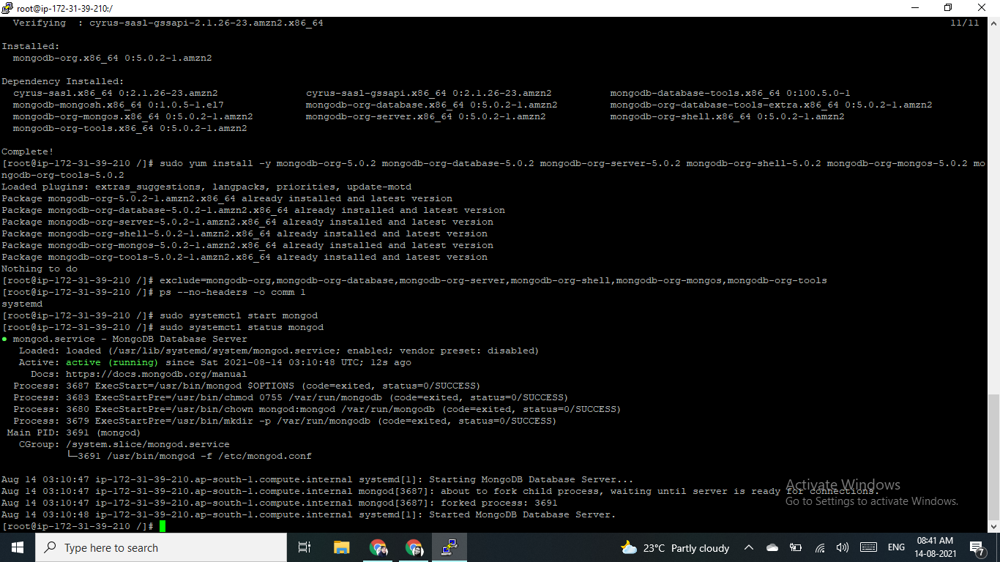 root@ip-172-31-39-210:/
Verifying  : cyrus-sasl-gssapi-2.1.26-23.amzn2.x86_64 11/11
Installed:
mongodb-org.x86_64 0:5.0.2-1.amzn2
Dependency Installed:
cyrus-sasl.x86_64 0:2.1.26-23.amzn2 cyrus-sasl-gssapi.x86_64 0:2.1.26-23.amzn2 mongodb-database-tools.x86_64 0:100.5.0-1
mongodb-mongosh.x86_64 0:1.0.5-1.el7 mongodb-org-database.x86_64 0:5.0.2-1.amzn2 mongodb-org-database-tools-extra.x86_64 0:5.0.2-1.amzn2
mongodb-org-mongos.x86_64 0:5.0.2-1.amzn2 mongodb-org-server.x86_64 0:5.0.2-1.amzn2 mongodb-org-shell.x86_64 0:5.0.2-1.amzn2
mongodb-org-tools.x86_64 0:5.0.2-1.amzn2
Complete!
[root@ip-172-31-39-210 /]# sudo yum install -y mongodb-org-5.0.2 mongodb-org-database-5.0.2 mongodb-org-server-5.0.2 mongodb-org-shell-5.0.2 mongodb-org-mongos-5.0.2 mo
ngodb-org-tools-5.0.2
Loaded plugins: extras_suggestions, langpacks, priorities, update-motd
Package mongodb-org-5.0.2-1.amzn2.x86_64 already installed and latest version
Package mongodb-org-database-5.0.2-1.amzn2.x86_64 already installed and latest version
Package mongodb-org-server-5.0.2-1.amzn2.x86_64 already installed and latest version
Package mongodb-org-shell-5.0.2-1.amzn2.x86_64 already installed and latest version
Package mongodb-org-mongos-5.0.2-1.amzn2.x86_64 already installed and latest version
Package mongodb-org-tools-5.0.2-1.amzn2.x86_64 already installed and latest version
Nothing to do
[root@ip-172-31-39-210 /]# exclude=mongodb-org,mongodb-org-database,mongodb-org-server,mongodb-org-shell,mongodb-org-mongos,mongodb-org-tools
[root@ip-172-31-39-210 /]# ps --no-headers -o comm 1
systemd
[root@ip-172-31-39-210 /]# sudo systemctl start mongod
[root@ip-172-31-39-210 /]# sudo systemctl status mongod
● mongod.service - MongoDB Database Server
Loaded: loaded (/usr/lib/systemd/system/mongod.service; enabled; vendor preset: disabled)
Active: active (running) since Sat 2021-08-14 03:10:48 UTC; 12s ago
Docs: https://docs.mongodb.org/manual
Process: 3687 ExecStart=/usr/bin/mongod $OPTIONS (code=exited, status=0/SUCCESS)
Process: 3683 ExecStartPre=/usr/bin/chmod 0755 /var/run/mongodb (code=exited, status=0/SUCCESS)
Process: 3680 ExecStartPre=/usr/bin/chown mongod:mongod /var/run/mongodb (code=exited, status=0/SUCCESS)
Process: 3679 ExecStartPre=/usr/bin/mkdir -p /var/run/mongodb (code=exited, status=0/SUCCESS)
Main PID: 3691 (mongod)
CGroup: /system.slice/mongod.service
└─3691 /usr/bin/mongod -f /etc/mongod.conf
Aug 14 03:10:47 ip-172-31-39-210.ap-south-1.compute.internal systemd[1]: Starting MongoDB Database Server...
Aug 14 03:10:47 ip-172-31-39-210.ap-south-1.compute.internal mongod[3687]: about to fork child process, waiting until server is ready for connections.
Aug 14 03:10:47 ip-172-31-39-210.ap-south-1.compute.internal mongod[3687]: forked process: 3691
Aug 14 03:10:48 ip-172-31-39-210.ap-south-1.compute.internal systemd[1]: Started MongoDB Database Server.
[root@ip-172-31-39-210 /]#
Activate Windows
Go to Settings to activate Windows.
Type here to search
23°C Partly cloudy
ENG
08:41 AM
14-08-2021
7